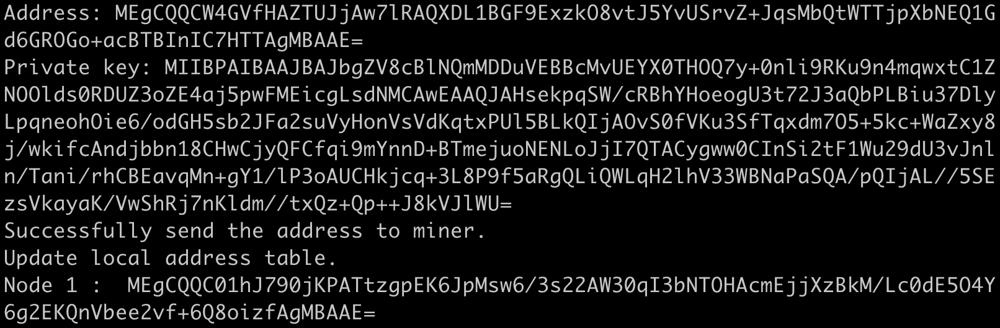 Address: MEgCQQCW4GVfHAZTUJjAw7lRAQXDL1BGF9ExzkO8vtJ5YvUSrvZ+JqsMbQtWTTjpXbNEQ1G
d6GROGo+acBTBInIC7HTTAgMBAAE=
Private key: MIIBPAIBAAJBAJbgZV8cBlNQmMDDuVEBBcMvUEYX0THOQ7y+0nli9RKu9n4mqwxtC1Z
NOOlds0RDUZ3oZE4aj5pwFMEicgLsdNMCAwEAAQJAHsekpqSW/cRBhYHoeogU3t72J3aQbPLBiu37Dly
LpqneohOie6/odGH5sb2JFa2suVyHonVsVdKqtxPUl5BLkQIjAOvS0fVKu3SfTqxdm7O5+5kc+WaZxy8
j/wkifcAndjbbn18CHwCjyQFCfqi9mYnnD+BTmejuoNENLoJjI7QTACygww0CInSi2tF1Wu29dU3vJnl
n/Tani/rhCBEavqMn+gY1/lP3oAUCHkjcq+3L8P9f5aRgQLiQWLqH2lhV33WBNaPaSQA/pQIjAL//5SE
zsVkayaK/VwShRj7nKldm//txQz+Qp++J8kVJlWU=
Successfully send the address to miner.
Update local address table.
Node 1 :  MEgCQQC01hJ790jKPATtzgpEK6JpMsw6/3s22AW30qI3bNTOHAcmEjjXzBkM/Lc0dE5O4Y
6g2EKQnVbee2vf+6Q8oizfAgMBAAE=